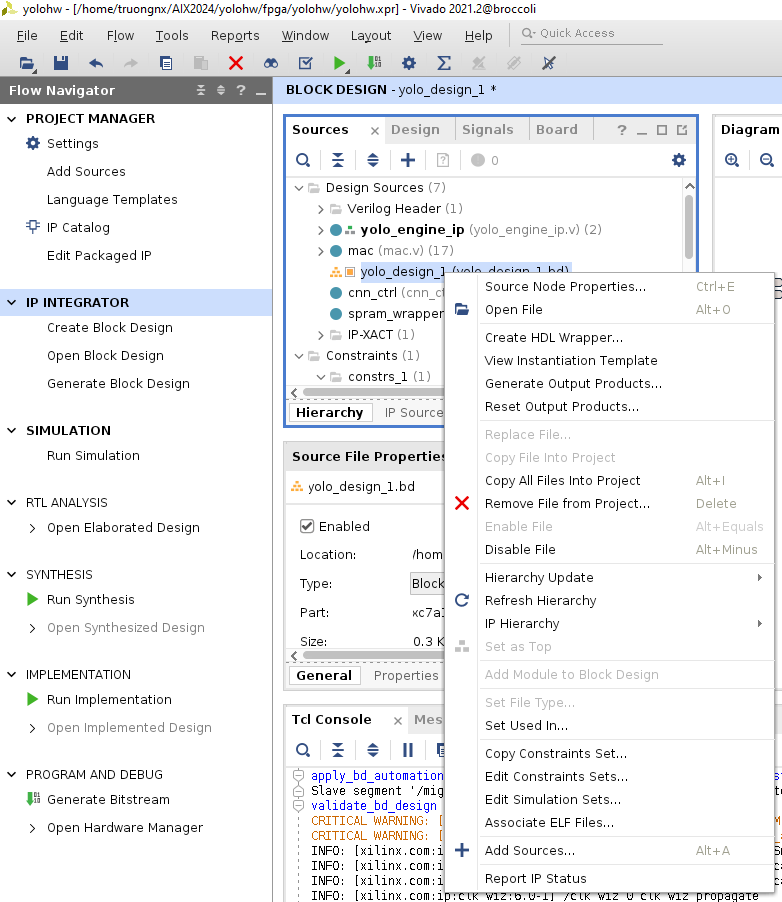 yolohw - [/home/truongnx/AIX2024/yolohw/fpga/yolohw/yolohw.xpr] - Vivado 2021.2@broccoli
File Edit Flow Tools Reports Window Layout View Help Quick Access
Flow Navigator
PROJECT MANAGER
Settings
Add Sources
Language Templates
IP Catalog
Edit Packaged IP
IP INTEGRATOR
Create Block Design
Open Block Design
Generate Block Design
SIMULATION
Run Simulation
RTL ANALYSIS
Open Elaborated Design
SYNTHESIS
Run Synthesis
Open Synthesized Design
IMPLEMENTATION
Run Implementation
Open Implemented Design
PROGRAM AND DEBUG
Generate Bitstream
Open Hardware Manager
BLOCK DESIGN - yolo_design_1 *
Sources Design Signals Board
0
Design Sources (7)
Verilog Header (1)
yolo_engine_ip (yolo_engine_ip.v) (2)
mac (mac.v) (17)
yolo_design_1 (yolo_design_1.bd)
cnn_ctrl (cnn_ct
spram_wrapper
IP-XACT (1)
Constraints (1)
constrs_1 (1)
Hierarchy IP Source
Diagram
Source File Properties
yolo_design_1.bd
Enabled
Location: /hom
Type: Block
Part: xc7a1
Size: 0.3 K
General Properties
Tcl Console Mes
apply_bd_automation
Slave segment '/mig
validate_bd_design
CRITICAL WARNING: [
CRITICAL WARNING: [
INFO: [xilinx.com:i
INFO: [xilinx.com:i
INFO: [xilinx.com:i
INFO: [xilinx.com:ip:clk_wiz:6.0-1] /clk_wiz_0 clk_wiz propagate
Source Node Properties... Ctrl+E
Open File Alt+O
Create HDL Wrapper...
View Instantiation Template
Generate Output Products...
Reset Output Products...
Replace File...
Copy File Into Project
Copy All Files Into Project Alt+I
Remove File from Project... Delete
Enable File Alt+Equals
Disable File Alt+Minus
Hierarchy Update
Refresh Hierarchy
IP Hierarchy
Set as Top
Add Module to Block Design
Set File Type...
Set Used In...
Copy Constraints Set...
Edit Constraints Sets...
Edit Simulation Sets...
Associate ELF Files...
Add Sources... Alt+A
Report IP Status